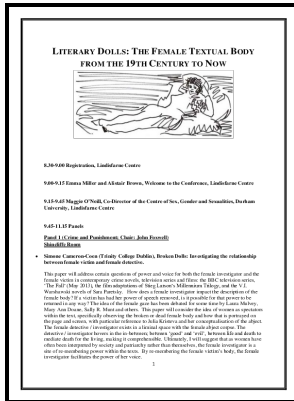 LITERARY DOLLS: THE FEMALE TEXTUAL BODY
FROM THE 19TH CENTURY TO NOW
8.30-9.00 Registration, Lindisfarne Centre
9.00-9.15 Emma Miller and Alistair Brown, Welcome to the Conference, Lindisfarne Centre
9.15-9.45 Maggie O'Neill, Co-Director of the Centre of Sex, Gender and Sexualities, Durham
University, Lindisfarne Centre
9.45-11.15 Panels
Panel 1 (Crime and Punishment, Chair: John Foxwell)
Shincliffe Room
• Simone Cameron-Coen (Trinity College Dublin), Broken Dolls: Investigating the relationship
between female victim and female detective.
This paper will address certain questions of power and voice for both the female investigator and the
female victim in contemporary crime novels, television series and films; the BBC television series,
"The Fall" (May 2013), the film adaptations of Stieg Larson's Millennium Trilogy, and the V.I.
Warshawski novels of Sara Paretsky. How does a female investigator impact the description of the
female body? If a victim has had her power of speech removed, is it possible for that power to be
returned in any way? The idea of the female gaze has been debated for some time by Laura Mulvey,
Mary Ann Doane, Sally R. Munt and others. This paper will consider the idea of women as spectators
within the text, specifically observing the broken or dead female body and how that is portrayed on
the page and screen, with particular reference to Julia Kristeva and her conceptualisation of the abject.
The female detective / investigator exists in a liminal space with the female abject corpse. The
detective / investigator hovers in the in-between; between "good" and "evil", between life and death to
mediate death for the living, making it comprehensible. Ultimately, I will suggest that as women have
often been interpreted by society and patriarchy rather than themselves, the female investigator is a
site of re-membering power within the texts. By re-membering the female victim's body, the female
investigator facilitates the power of her voice.
1